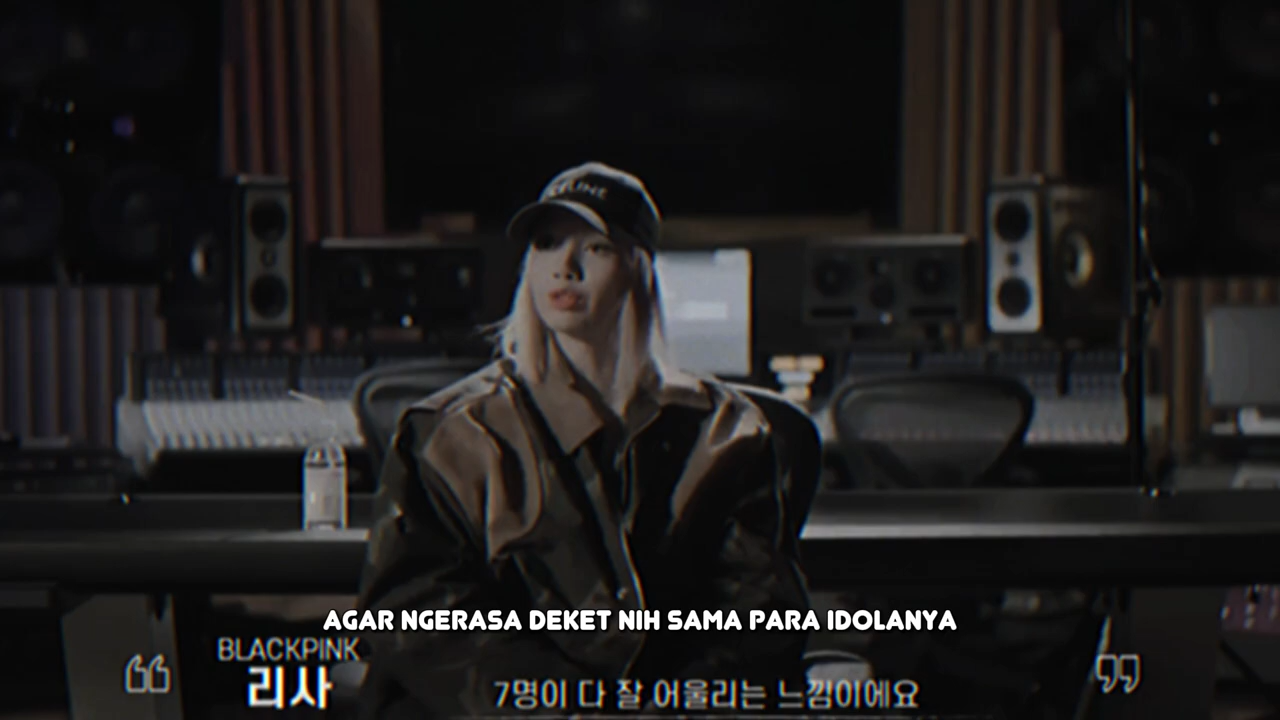 CELINE
AGAR NGERASA DEKET NIH SAMA PARA IDOLANYA
BLACKPINK
리사
“ 7명이 다 잘 어울리는 느낌이에요 ”